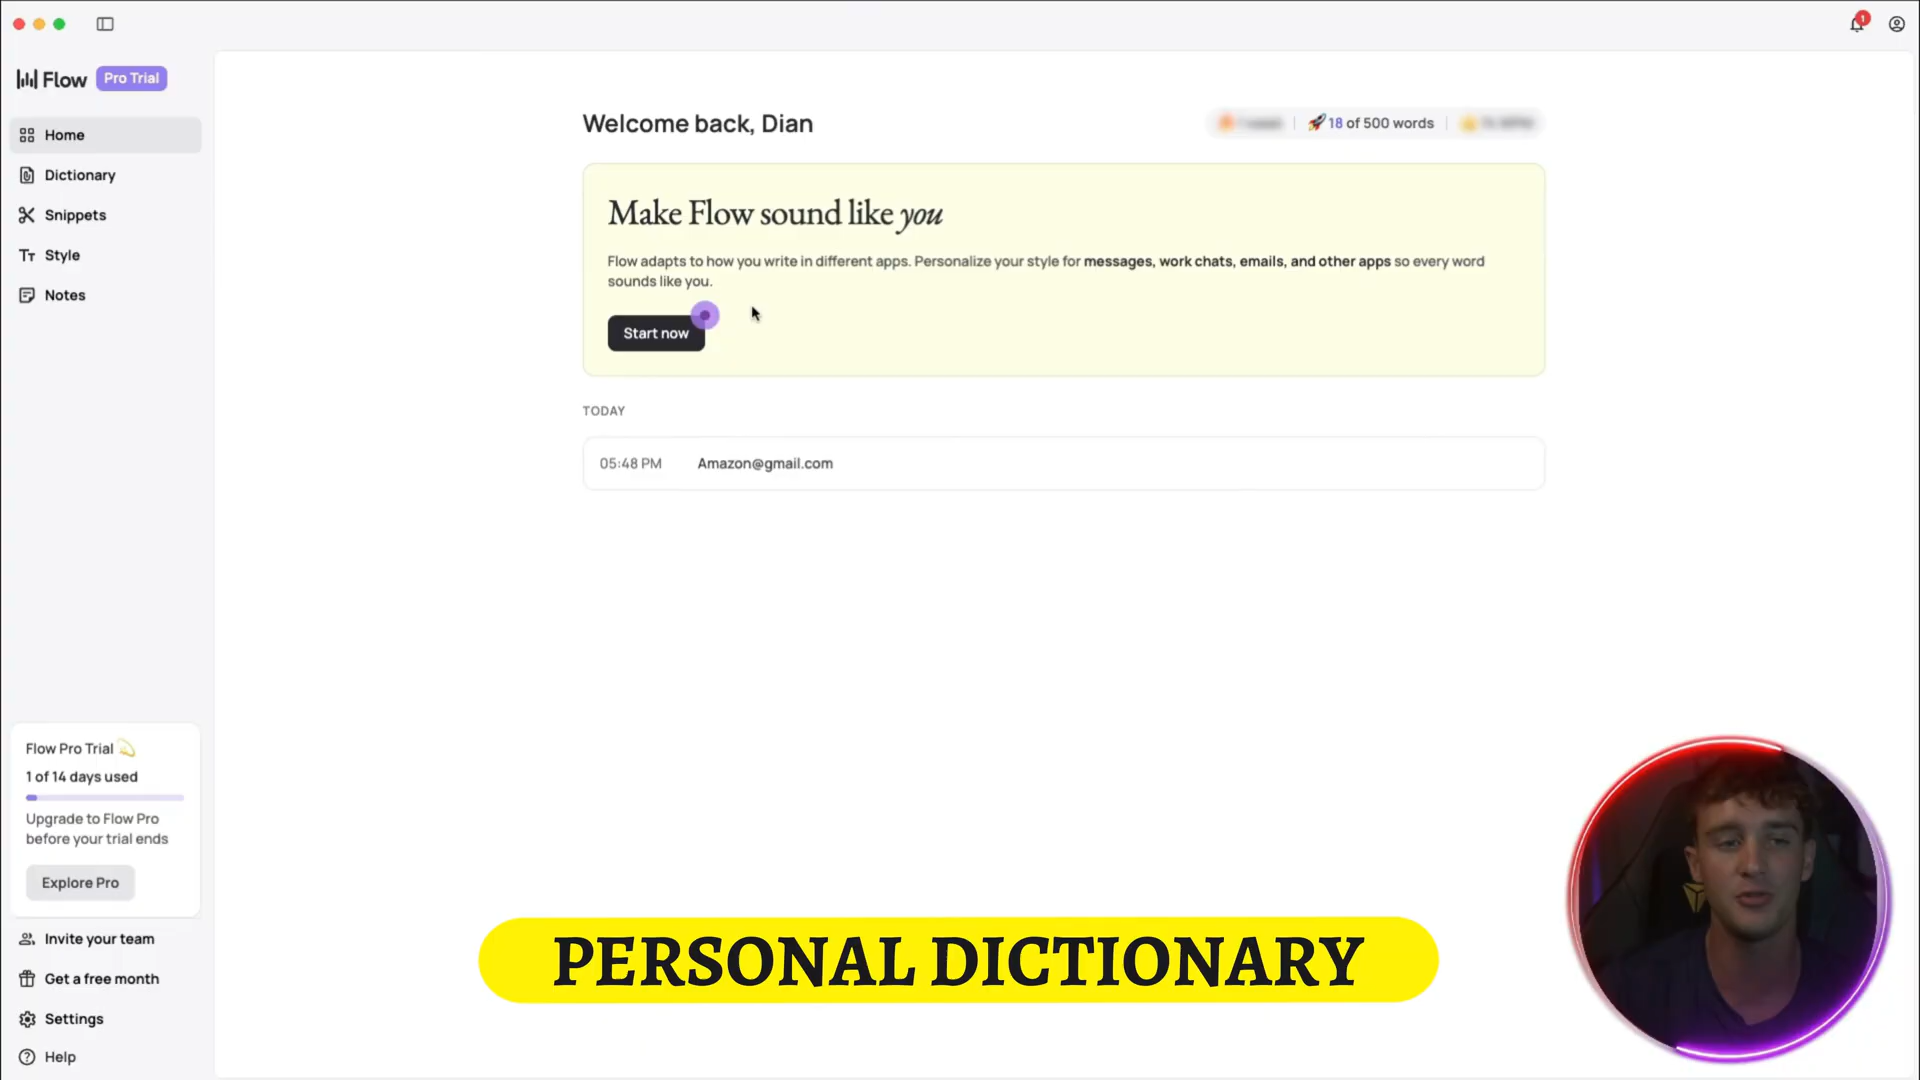 1
Flow Pro Trial
Home
Dictionary
Snippets
Style
Notes
Welcome back, Dian
18 of 500 words
Make Flow sound like you
Flow adapts to how you write in different apps. Personalize your style for messages, work chats, emails, and other apps so every word
sounds like you.
Start now
TODAY
05:48 PM Amazon@gmail.com
Flow Pro Trial
1 of 14 days used
Upgrade to Flow Pro
before your trial ends
Explore Pro
Invite your team
Get a free month
Settings
Help
PERSONAL DICTIONARY